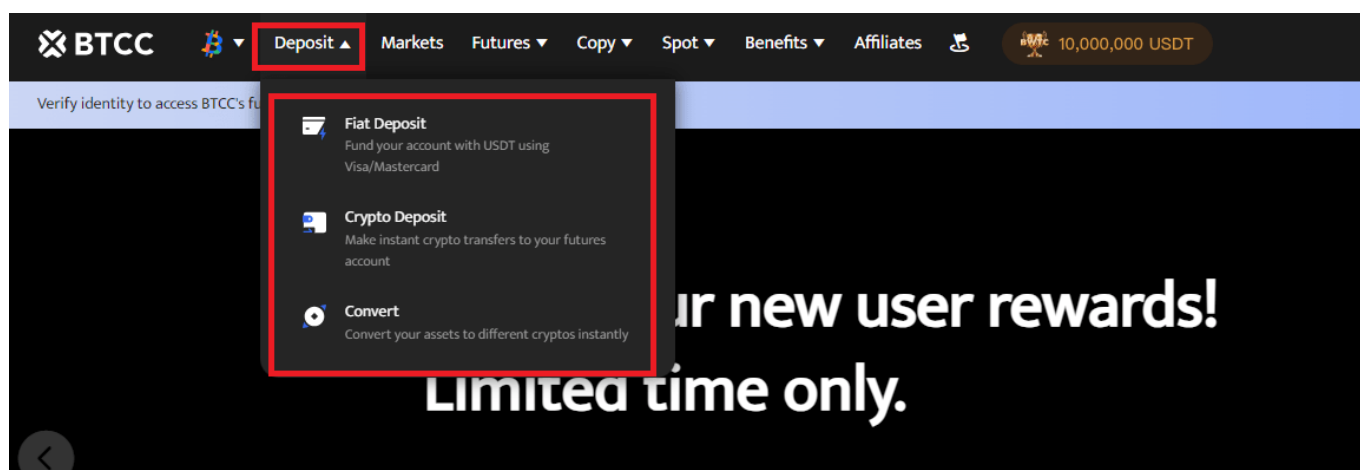 BTCC Deposit Markets Futures Copy Spot Benefits Affiliates 10,000,000 USDT
Verify identity to access BTCC's fu
Fiat Deposit
Fund your account with USDT using
Visa/Mastercard
Crypto Deposit
Make instant crypto transfers to your futures
account
Convert
Convert your assets to different cryptos instantly
ur new user rewards!
Limited time only.